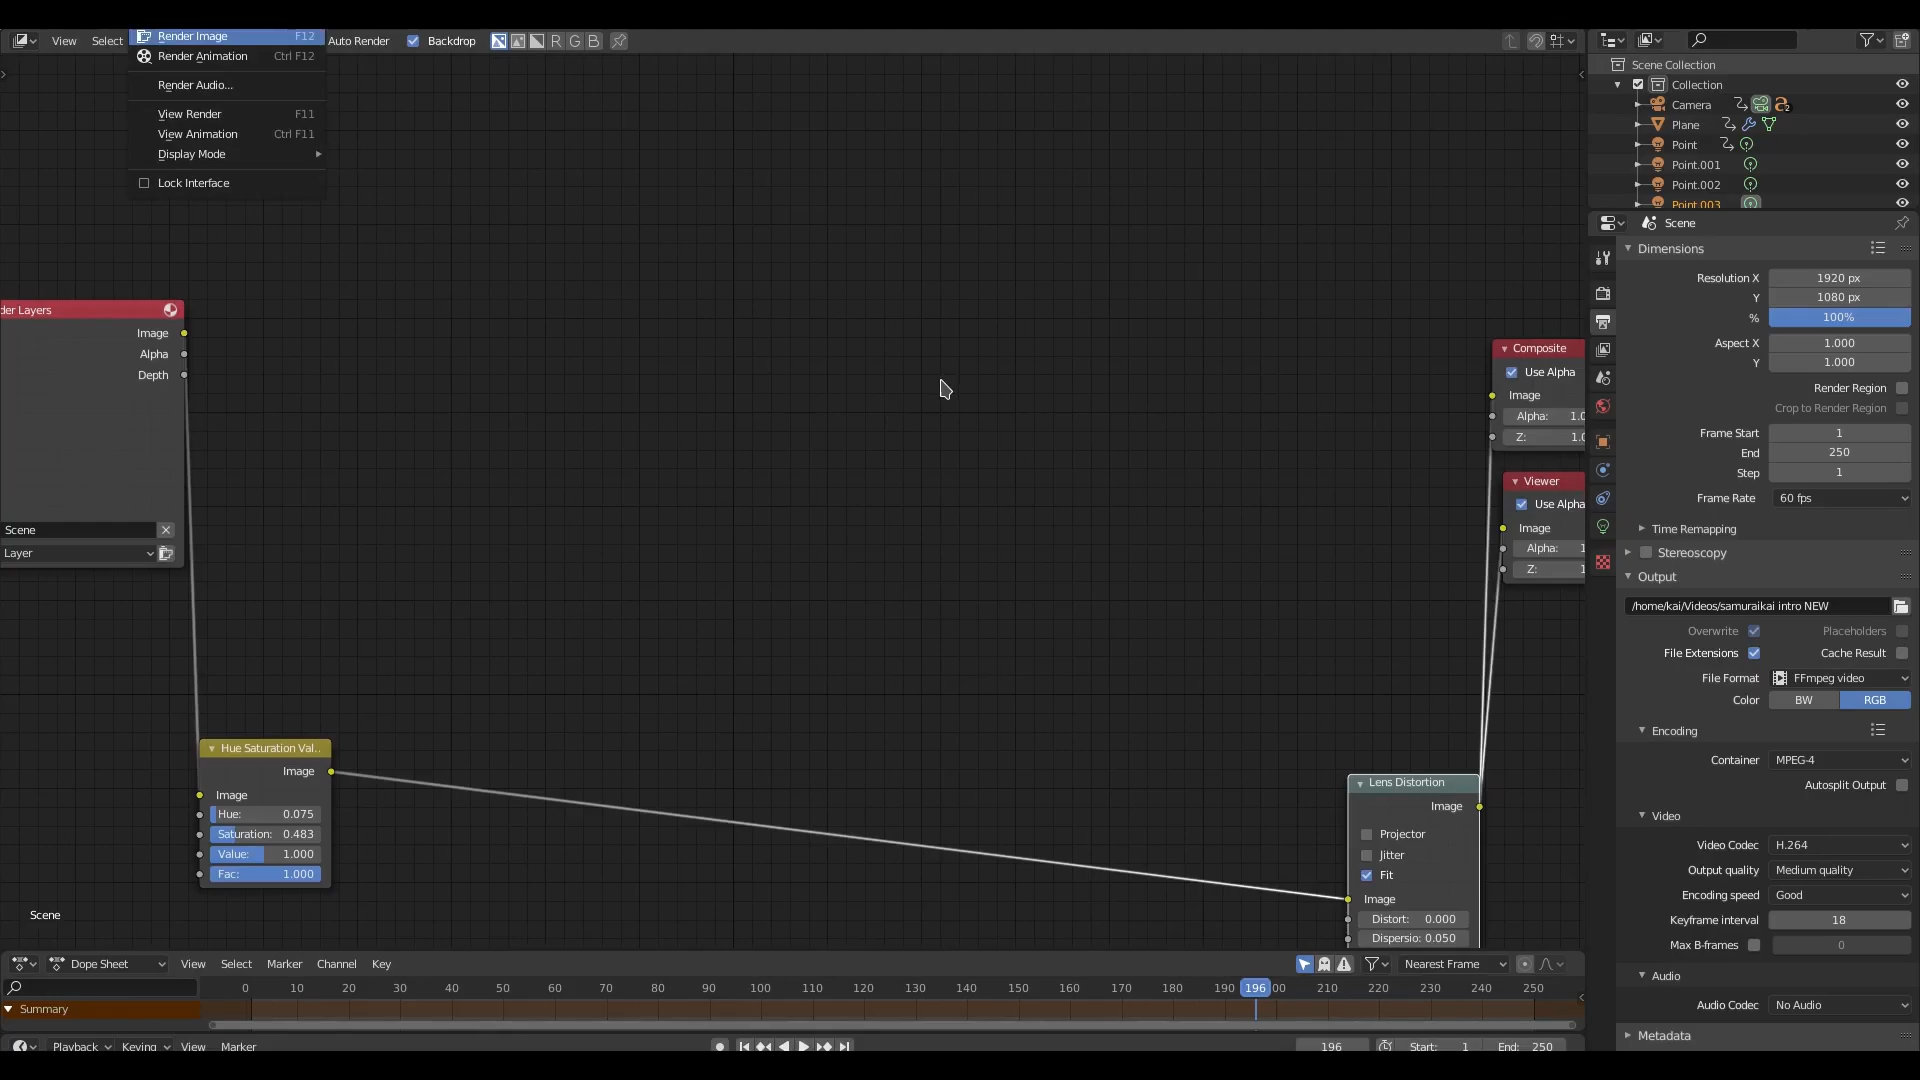 View Select
Render Image F12
Auto Render Backdrop R G B
Render Animation Ctrl F12
Render Audio...
View Render F11
View Animation Ctrl F11
Display Mode
Lock Interface
der Layers
Image
Alpha
Depth
Scene
Layer
Composite
Use Alpha
Image
Alpha: 1.0
Z: 1.0
Viewer
Use Alpha
Image
Alpha: 1
Z: 1
Hue Saturation Val..
Image
Image
Hue: 0.075
Saturation: 0.483
Value: 1.000
Fac: 1.000
Lens Distortion
Image
Projector
Jitter
Fit
Image
Distort: 0.000
Dispersio: 0.050
Scene
Dope Sheet View Select Marker Channel Key Nearest Frame
0 10 20 30 40 50 60 70 80 90 100 110 120 130 140 150 160 170 180 190 196 00 210 220 230 240 250
Summary
Playback Keying View Marker 196 Start: 1 End: 250
Scene Collection
Collection
Camera 2
Plane
Point
Point.001
Point.002
Point.003
Scene
Dimensions
Resolution X 1920 px
Y 1080 px
% 100%
Aspect X 1.000
Y 1.000
Render Region
Crop to Render Region
Frame Start 1
End 250
Step 1
Frame Rate 60 fps
Time Remapping
Stereoscopy
Output
/home/kai/Videos/samuraikai intro NEW
Overwrite Placeholders
File Extensions Cache Result
File Format FFmpeg video
Color BW RGB
Encoding
Container MPEG-4
Autosplit Output
Video
Video Codec H.264
Output quality Medium quality
Encoding speed Good
Keyframe interval 18
Max B-frames 0
Audio
Audio Codec No Audio
Metadata